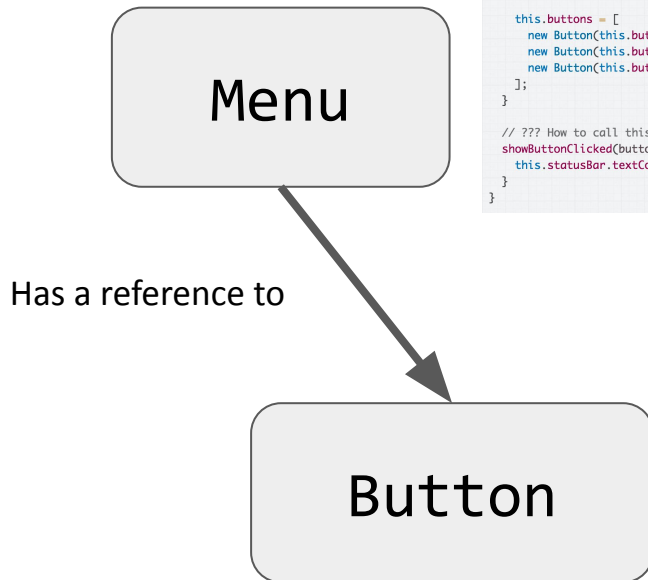 Menu
this.buttons = [
new Button(this.but
new Button(this.but
new Button(this.but
];
}
// ??? How to call this
showButtonClicked(butto
this.statusBar.textCo
}
}
Has a reference to
Button